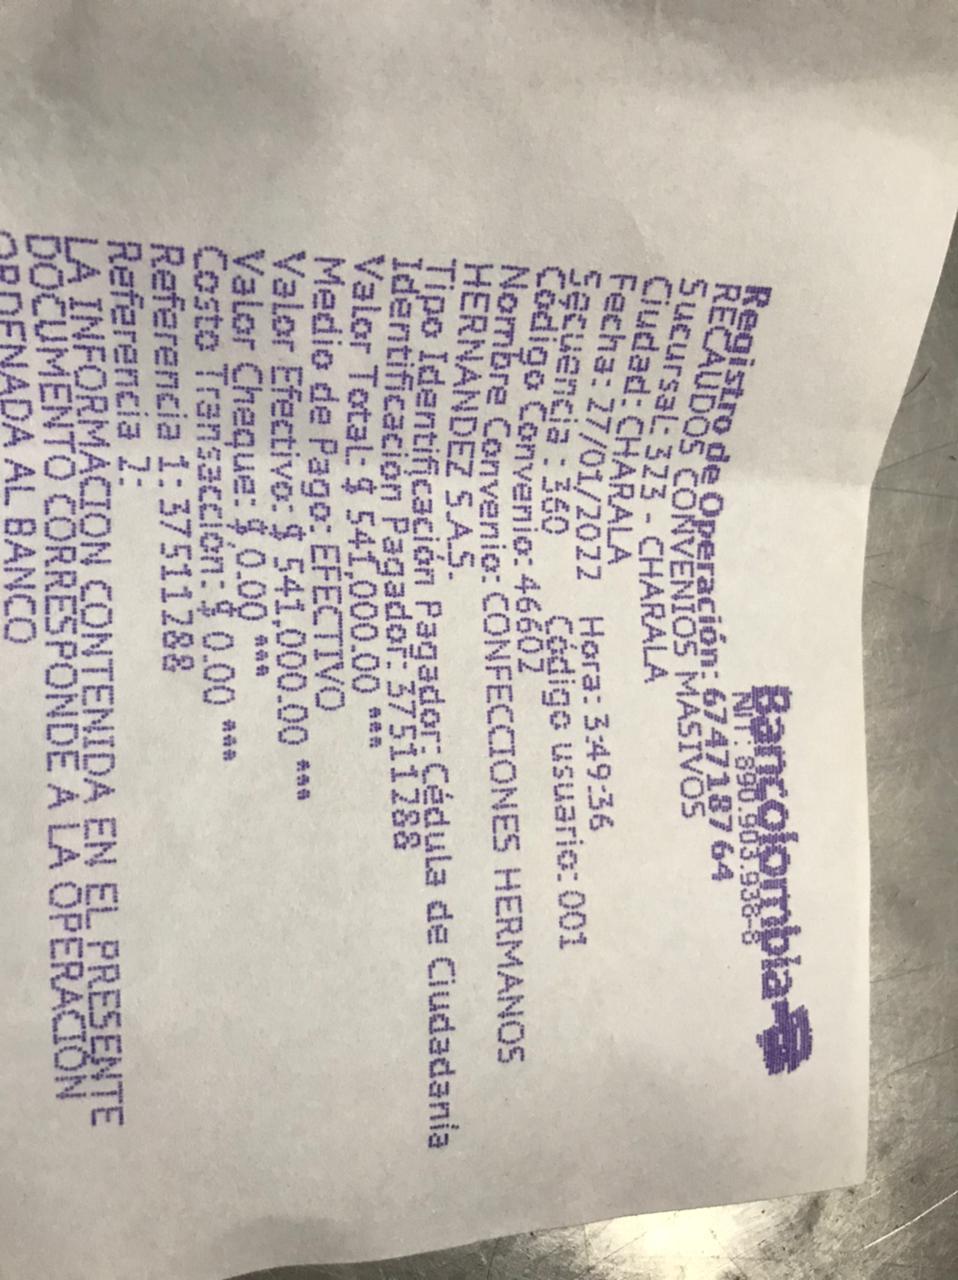 Bancolombia
NIT: 890.903.938-8
Registro de Operación: 674718764
RECAUDOS CONVENIOS MASIVOS
Sucursal: 323 - CHARALA
Ciudad: CHARALA
Fecha: 27/01/2022 Hora: 3:49:36
Secuencia : 360 Código usuario: 001
Código Convenio: 46602
Nombre Convenio: CONFECCIONES HERMANOS
HERNANDEZ S.A.S.
Tipo Identificación Pagador: Cédula de Ciudadania
Identificación Pagador: 37511288
Valor Total: $ 541,000.00 ***
Medio de Pago: EFECTIVO
Valor Efectivo: $ 541,000.00 ***
Valor Cheque: $ 0.00 ***
Costo Transacción: $ 0.00 ***
Referencia 1: 37511288
Referencia 2:
LA INFORMACION CONTENIDA EN EL PRESENTE
DOCUMENTO CORRESPONDE A LA OPERACIÓN
ORDENADA AL BANCO